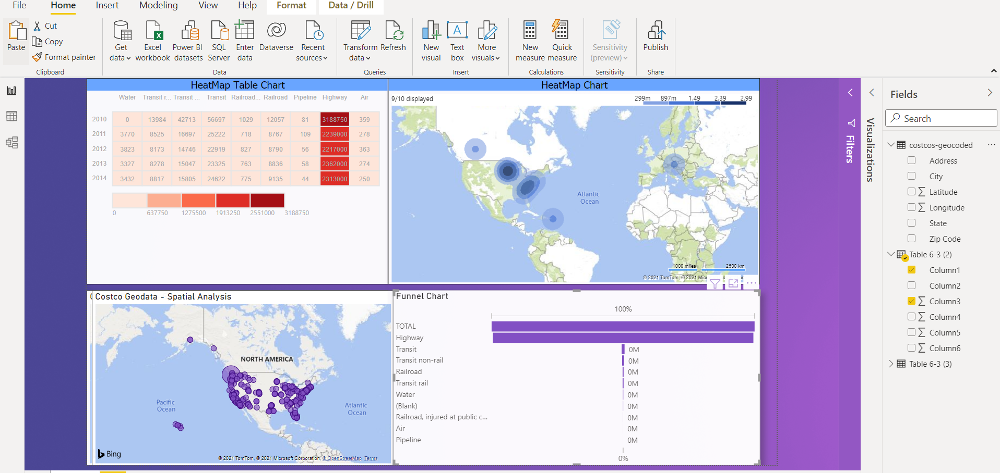 File Home Insert Modeling View Help Format Data / Drill
Paste
Cut
Copy
Format painter
Clipboard
Get data
Excel workbook
Power BI datasets
SQL Server
Enter data
Dataverse
Recent sources
Data
Transform data
Refresh
Queries
New visual
Text box
More visuals
Insert
New measure
Quick measure
Calculations
Sensitivity (preview)
Sensitivity
Publish
Share
HeatMap Table Chart
Water Transit r... Transit ... Transit Railroad... Railroad Pipeline Highway Air
2010 0 13984 42713 56697 1029 12057 81 3188750 359
2011 3770 8525 16697 25222 718 8767 109 2239000 278
2012 3823 8173 14746 22919 827 8790 56 2217000 363
2013 3327 8278 15047 23325 763 8836 58 2362000 274
2014 3432 8817 15805 24622 775 9135 44 2313000 250
0 637750 1275500 1913250 2551000 3188750
HeatMap Chart
9/10 displayed
299m 897m 1.49 2.39 2.99
Atlantic
Ocean
1000 miles 2500 km
© 2021 TomTom, © 2021
Costco Geodata - Spatial Analysis
NORTH AMERICA
Pacific
Ocean
Atlantic
Ocean
Bing
© 2021 TomTom, © 2021 Microsoft Corporation, © OpenStreetMap Terms
Funnel Chart
100%
TOTAL
Highway
Transit 0M
Transit non-rail 0M
Railroad 0M
Transit rail 0M
Water 0M
(Blank) 0M
Railroad, injured at public c... 0M
Air 0M
Pipeline 0M
0%
Filters
Visualizations
Fields
Search
costcos-geocoded
Address
City
Latitude
Longitude
State
Zip Code
Table 6-3 (2)
Column1
Column2
Column3
Column4
Column5
Column6
Table 6-3 (3)